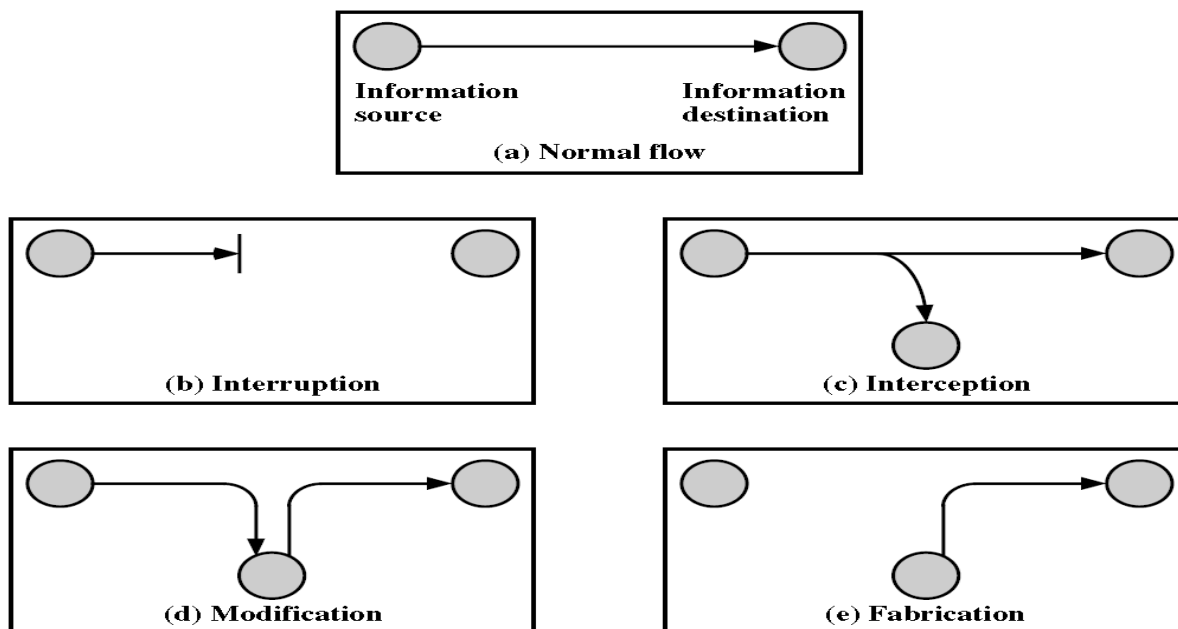 Information
source
Information
destination
(a) Normal flow
(b) Interruption
(c) Interception
(d) Modification
(e) Fabrication